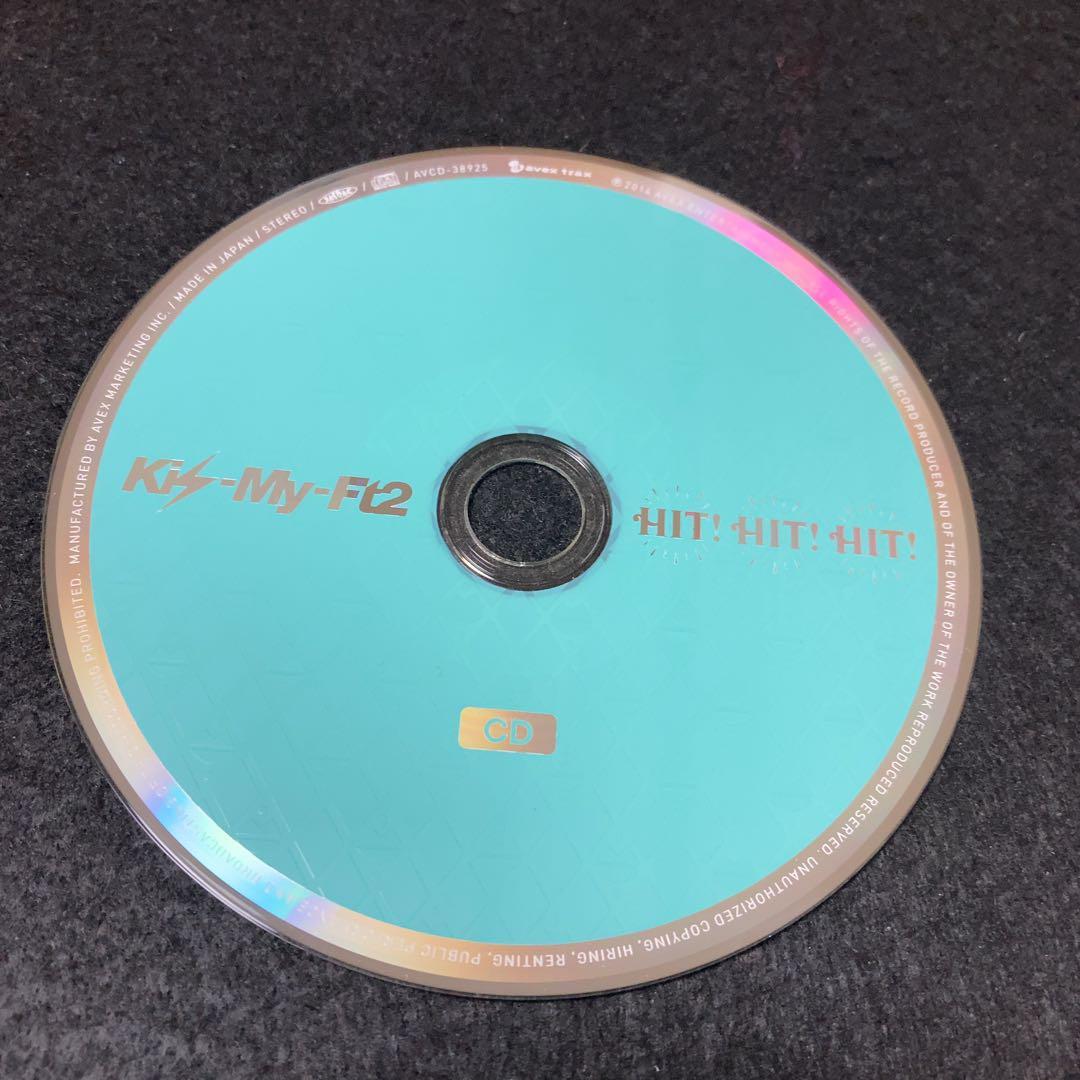 Kis-My-Ft2
HIT! HIT! HIT!
CD
MANUFACTURED BY AVEX MARKETING INC. / MADE IN JAPAN / STEREO / / / AVCD-38925
avex trax
℗2014 AVEX
RIGHTS OF THE RECORD PRODUCER AND OF THE OWNER OF THE WORK REPRODUCED RESERVED. UNAUTHORIZED COPYING, HIRING, RENTING, PUBLIC
PROHIBITED.